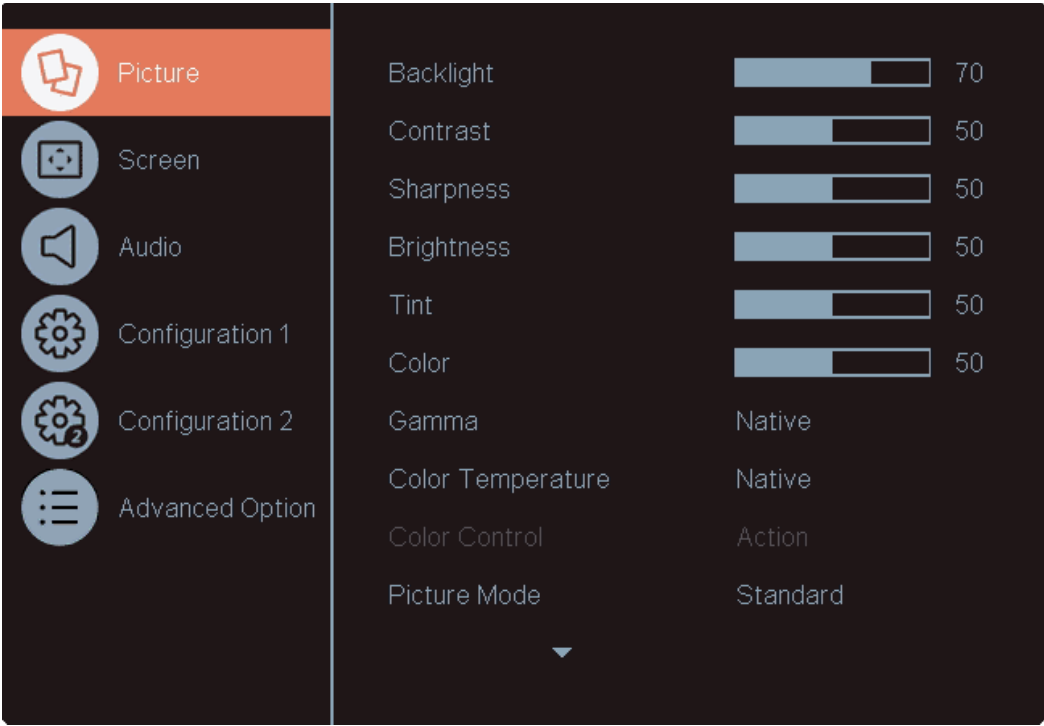 Picture
Screen
Audio
Configuration 1
Configuration 2
2
Advanced Option
Backlight 70
Contrast 50
Sharpness 50
Brightness 50
Tint 50
Color 50
Gamma Native
Color Temperature Native
Color Control Action
Picture Mode Standard